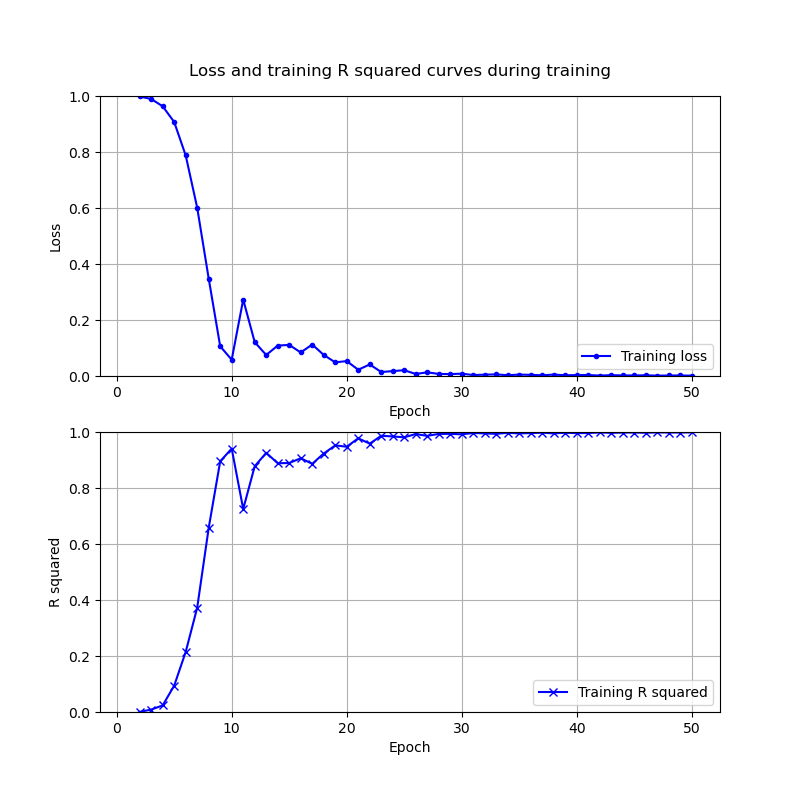 Loss and training R squared curves during training
1.0
0.8
0.6
0.4
0.2
0.0
Loss
Training loss
0 10 20 30 40 50
Epoch
1.0
0.8
0.6
0.4
0.2
0.0
R squared
Training R squared
0 10 20 30 40 50
Epoch